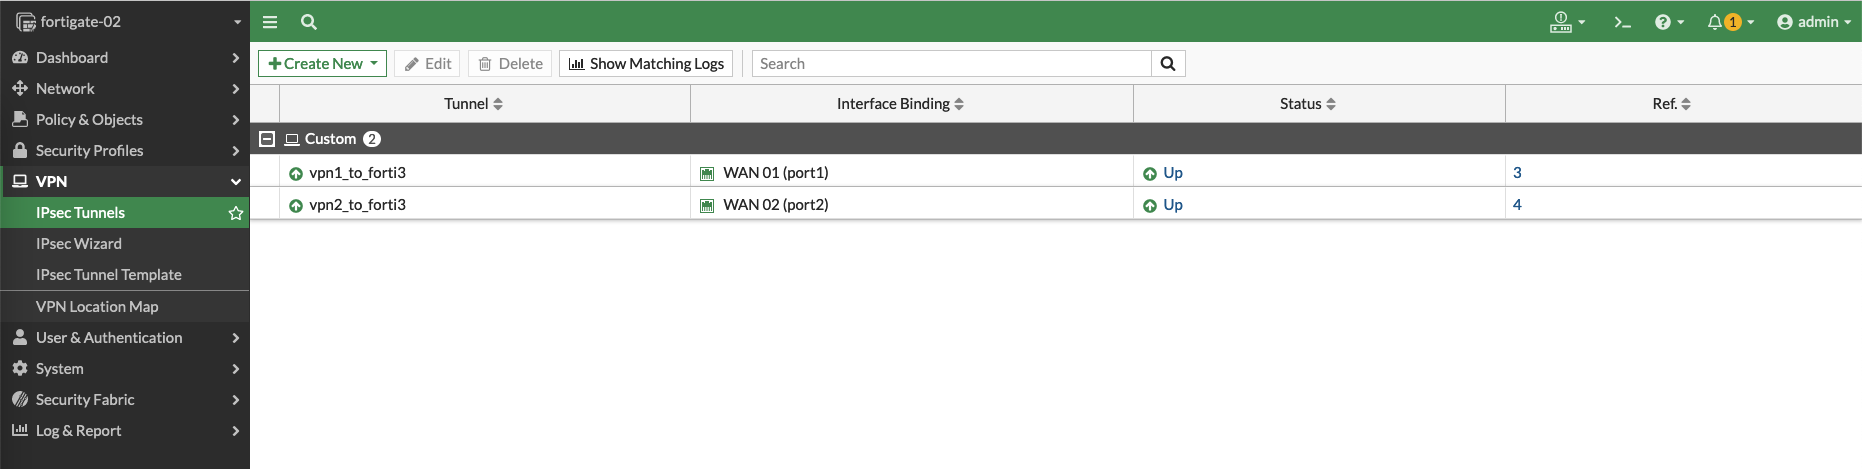 fortigate-02
1
admin
Dashboard
Network
Policy & Objects
Security Profiles
VPN
IPsec Tunnels
IPsec Wizard
IPsec Tunnel Template
VPN Location Map
User & Authentication
System
Security Fabric
Log & Report
Create New Edit Delete Show Matching Logs Search
Tunnel Interface Binding Status Ref.
Custom 2
vpn1_to_forti3 WAN 01 (port1) Up 3
vpn2_to_forti3 WAN 02 (port2) Up 4